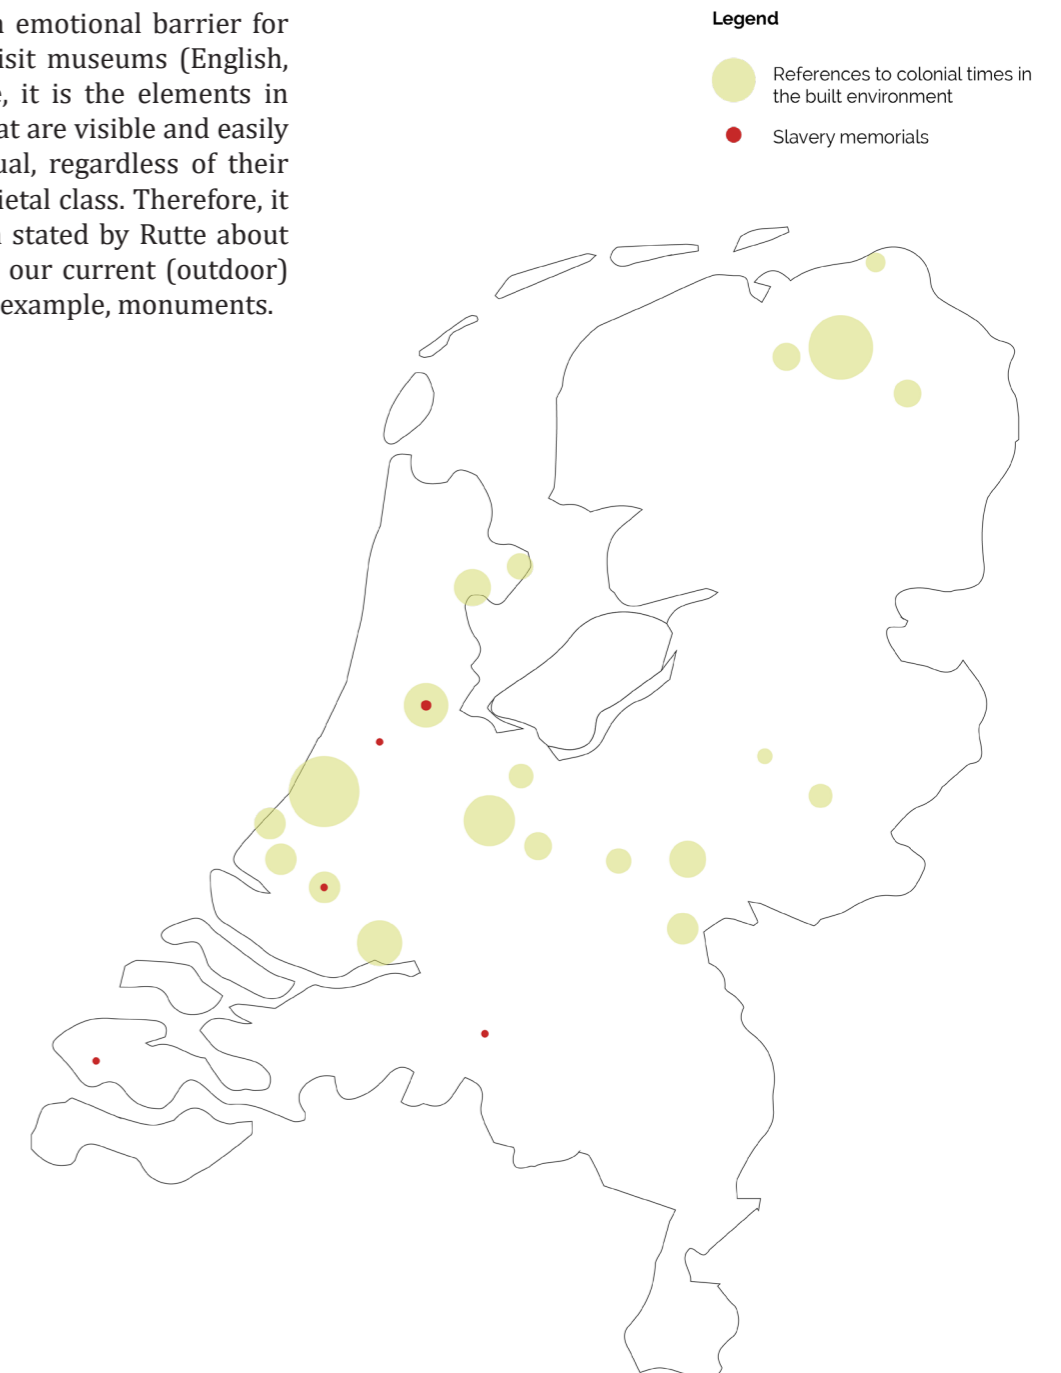 emotional barrier for
visit museums (English,
, it is the elements in
at are visible and easily
ual, regardless of their
ietal class. Therefore, it
stated by Rutte about
our current (outdoor)
example, monuments.
Legend
References to colonial times in
the built environment
Slavery memorials